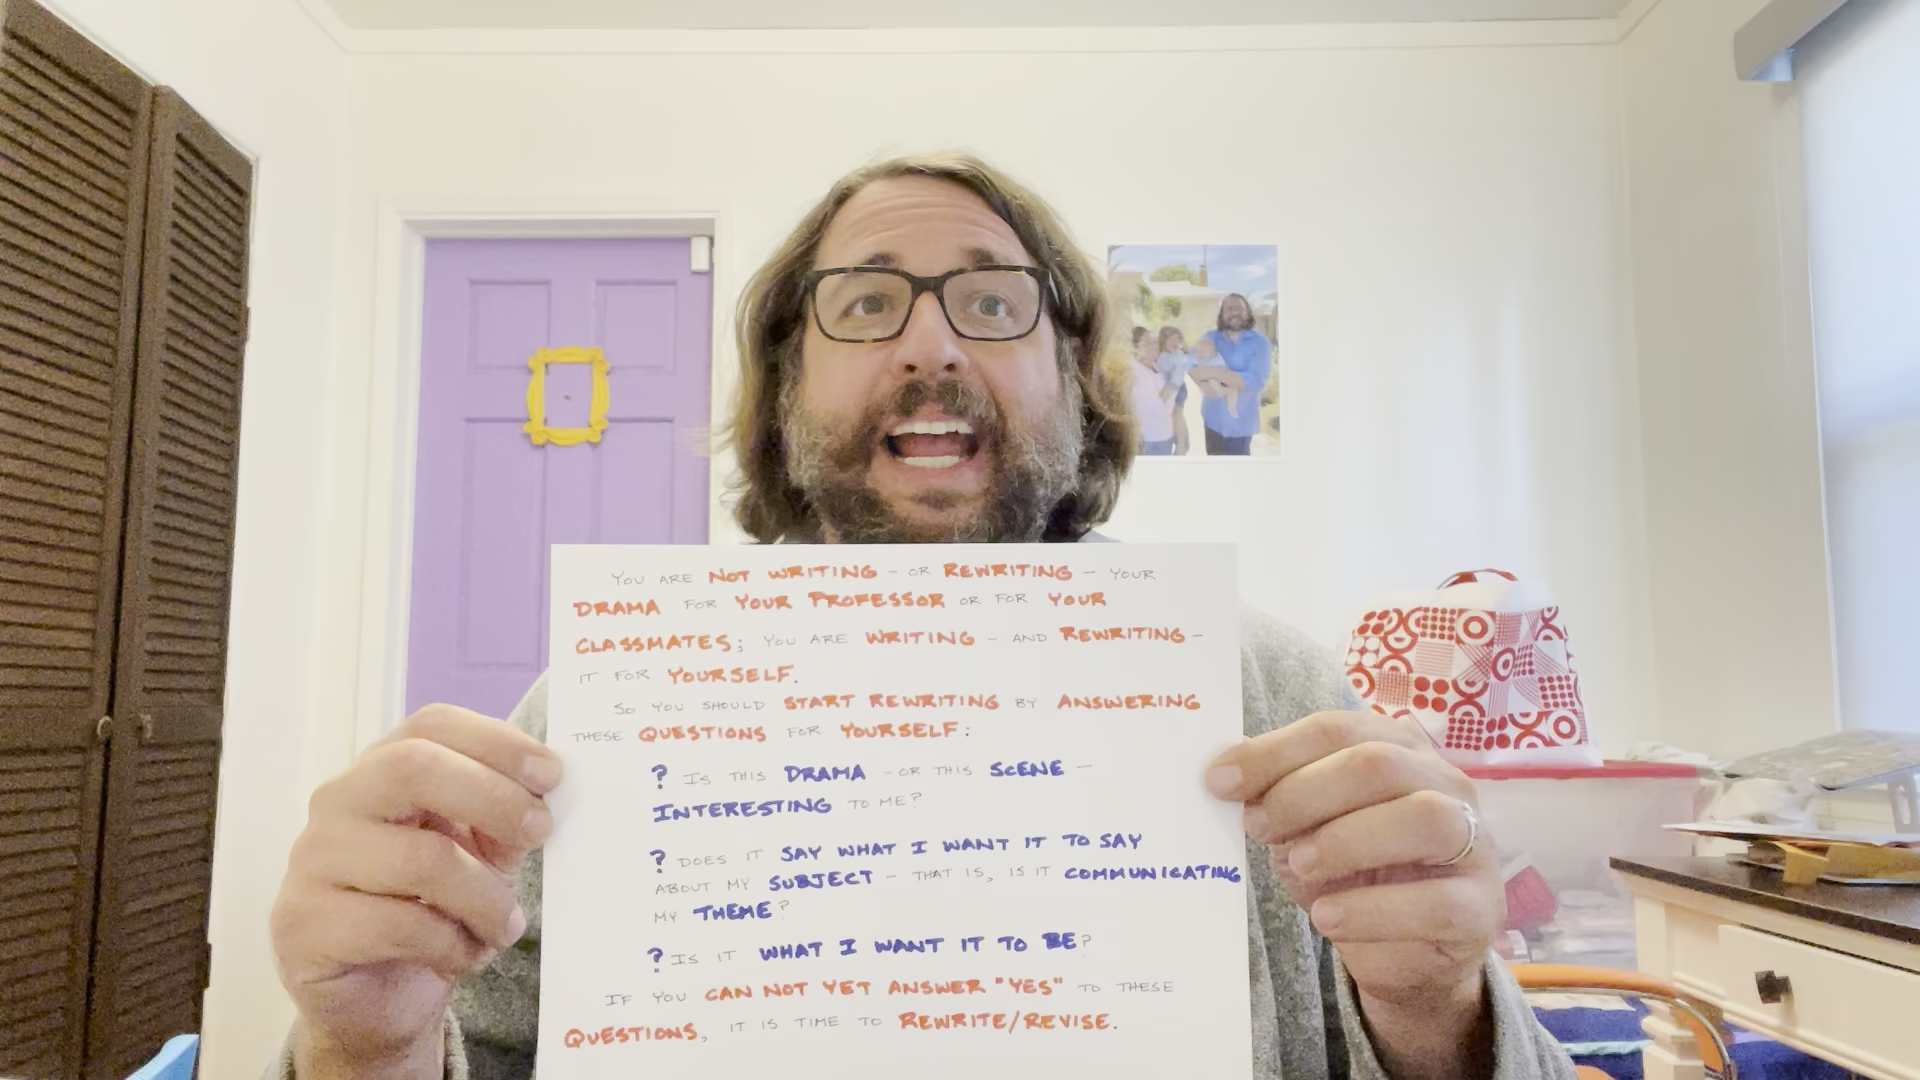 YOU ARE NOT WRITING - OR REWRITING - YOUR
DRAMA FOR YOUR PROFESSOR OR FOR YOUR
CLASSMATES; YOU ARE WRITING - AND REWRITING -
IT FOR YOURSELF.
SO YOU SHOULD START REWRITING BY ANSWERING
THESE QUESTIONS FOR YOURSELF:
? IS THIS DRAMA - OR THIS SCENE -
INTERESTING TO ME?
? DOES IT SAY WHAT I WANT IT TO SAY
ABOUT MY SUBJECT - THAT IS, IS IT COMMUNICATING
MY THEME?
? IS IT WHAT I WANT IT TO BE?
IF YOU CAN NOT YET ANSWER "YES" TO THESE
QUESTIONS, IT IS TIME TO REWRITE/REVISE.